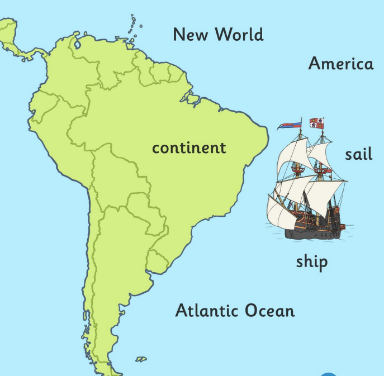 New World
America
continent
sail
ship
Atlantic Ocean